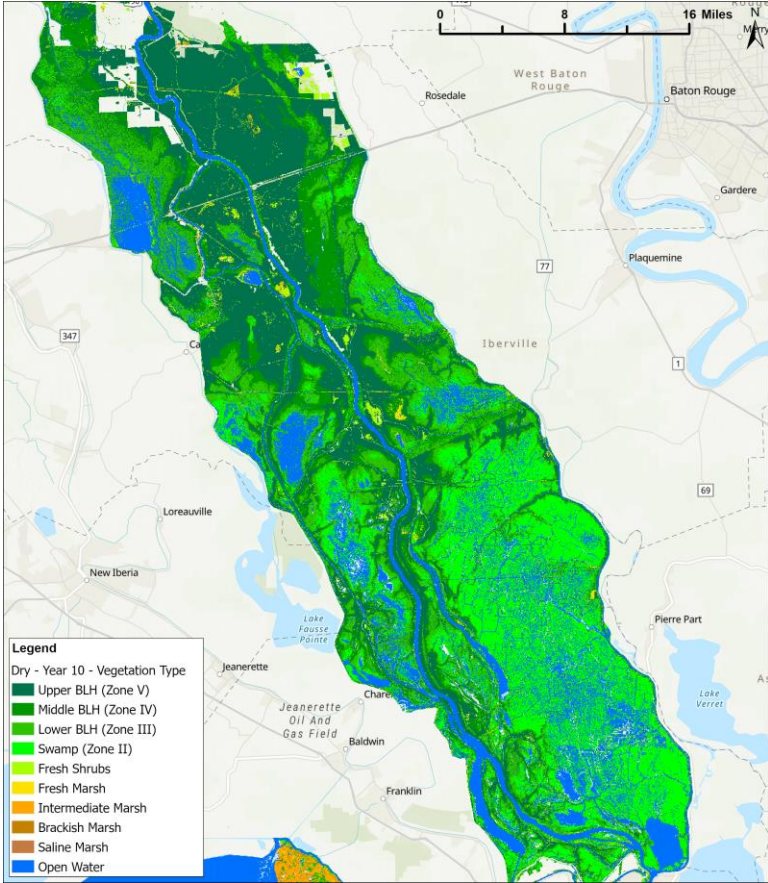 0 8 16 Miles
N
West Baton
Rouge
Rosedale
Baton Rouge
Gardere
Plaquemine
77
347
Iberville
1
69
Loreauville
New Iberia
Pierre Part
Lake
Fausse
Pointe
Lake
Verret
Jeanerette
Jeanerette
Oil And
Gas Field
Baldwin
Franklin
Legend
Dry - Year 10 - Vegetation Type
Upper BLH (Zone V)
Middle BLH (Zone IV)
Lower BLH (Zone III)
Swamp (Zone II)
Fresh Shrubs
Fresh Marsh
Intermediate Marsh
Brackish Marsh
Saline Marsh
Open Water